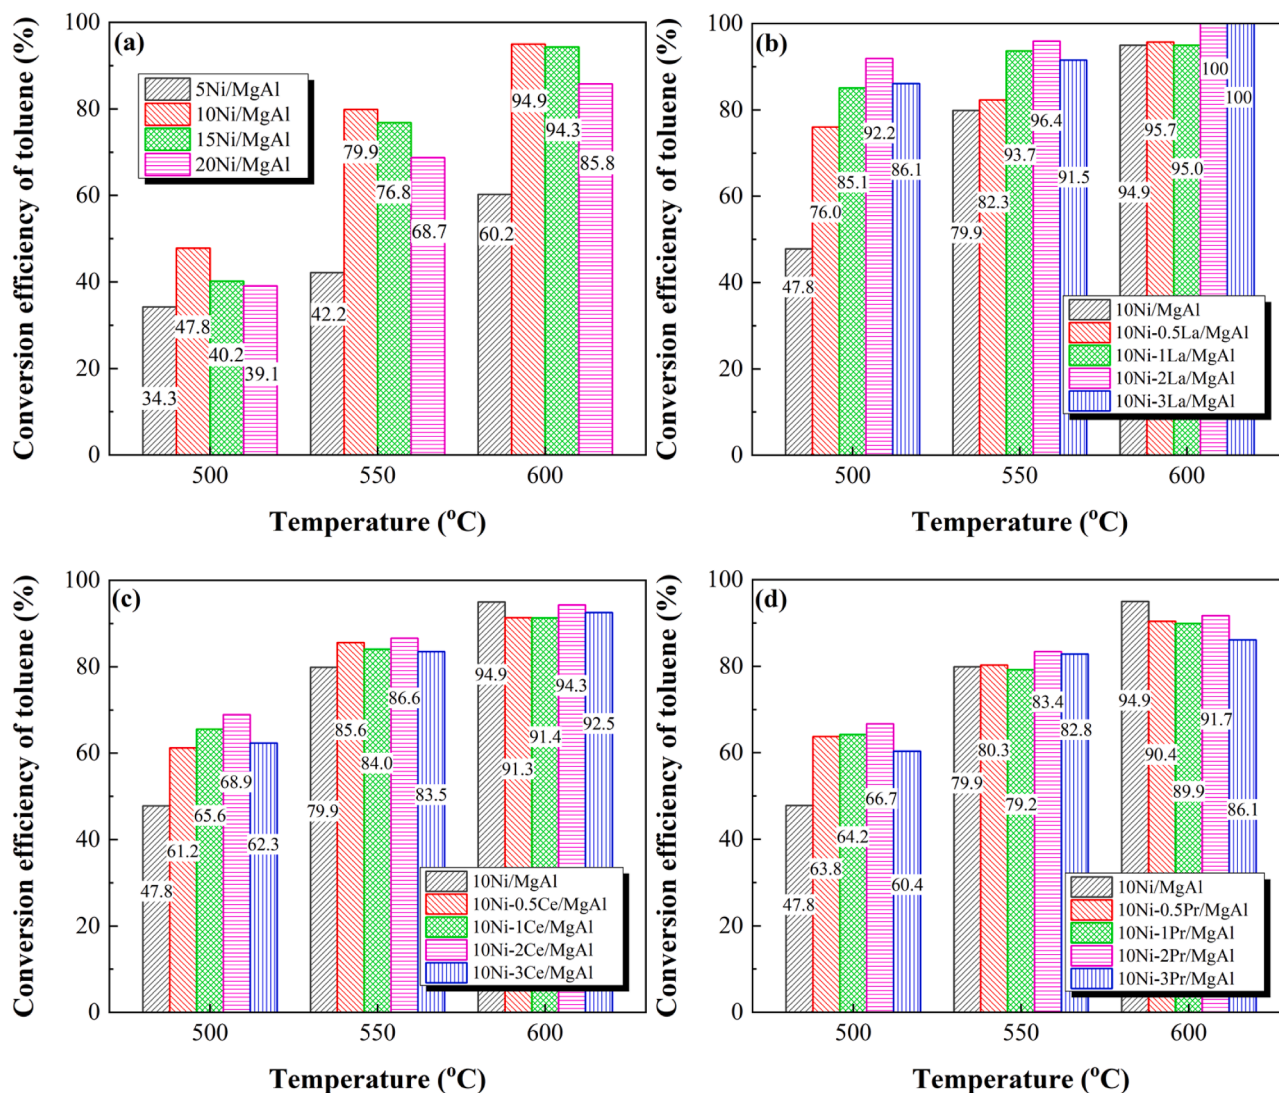 (a)
Conversion efficiency of toluene (%)
100
80
60
40
20
0
5Ni/MgAl
10Ni/MgAl
15Ni/MgAl
20Ni/MgAl
34.3
47.8
40.2
39.1
42.2
79.9
76.8
68.7
60.2
94.9
94.3
85.8
500 550 600
Temperature (°C)
(b)
Conversion efficiency of toluene (%)
100
80
60
40
20
0
47.8
76.0
85.1
92.2
86.1
79.9
82.3
93.7
96.4
91.5
94.9
95.7
95.0
100
100
10Ni/MgAl
10Ni-0.5La/MgAl
10Ni-1La/MgAl
10Ni-2La/MgAl
10Ni-3La/MgAl
500 550 600
Temperature (°C)
(c)
Conversion efficiency of toluene (%)
100
80
60
40
20
0
47.8
61.2
65.6
68.9
62.3
79.9
85.6
84.0
86.6
83.5
94.9
91.3
91.4
94.3
92.5
10Ni/MgAl
10Ni-0.5Ce/MgAl
10Ni-1Ce/MgAl
10Ni-2Ce/MgAl
10Ni-3Ce/MgAl
500 550 600
Temperature (°C)
(d)
Conversion efficiency of toluene (%)
100
80
60
40
20
0
47.8
63.8
64.2
66.7
60.4
79.9
80.3
79.2
83.4
82.8
94.9
90.4
89.9
91.7
86.1
10Ni/MgAl
10Ni-0.5Pr/MgAl
10Ni-1Pr/MgAl
10Ni-2Pr/MgAl
10Ni-3Pr/MgAl
500 550 600
Temperature (°C)